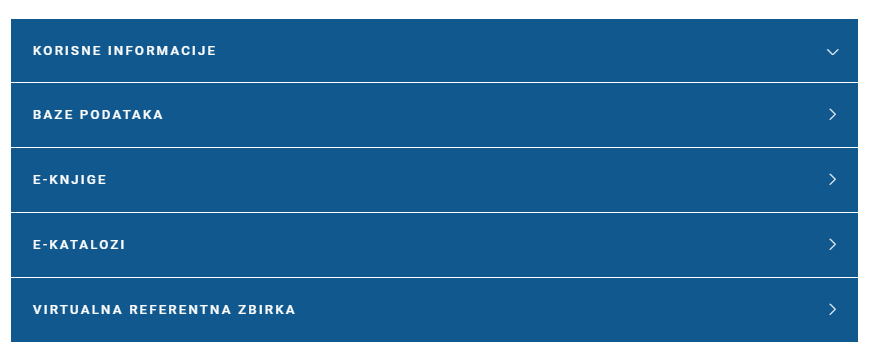 KORISNE INFORMACIJE
BAZE PODATAKA
E-KNJIGE
E-KATALOZI
VIRTUALNA REFERENTNA ZBIRKA